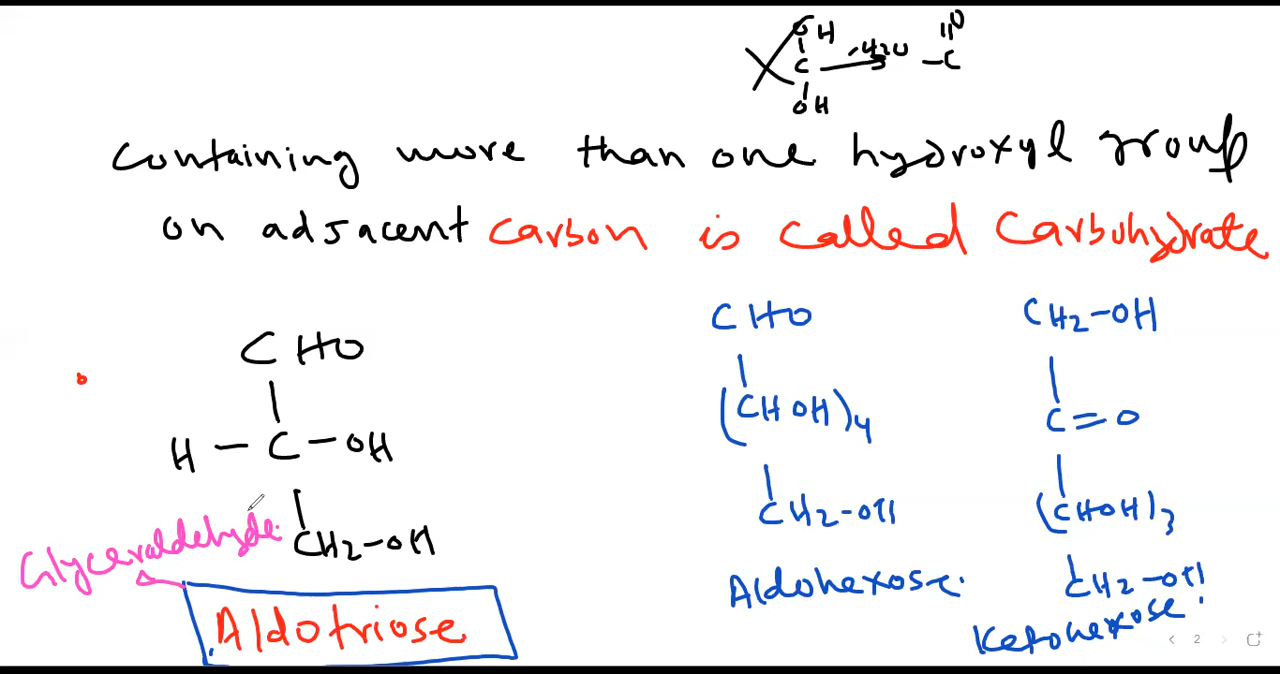 OH
C -H2O -C
OH
O
containing more than one hydroxyl group
on adjacent carbon is called Carbohydrate
CHO
H-C-OH
CH2-OH
Glyceraldehyde.
Aldotriose
CHO
(CHOH)4
CH2-OH
Aldohexose.
CH2-OH
C=O
(CHOH)3
CH2-OH
Ketohexose.
2